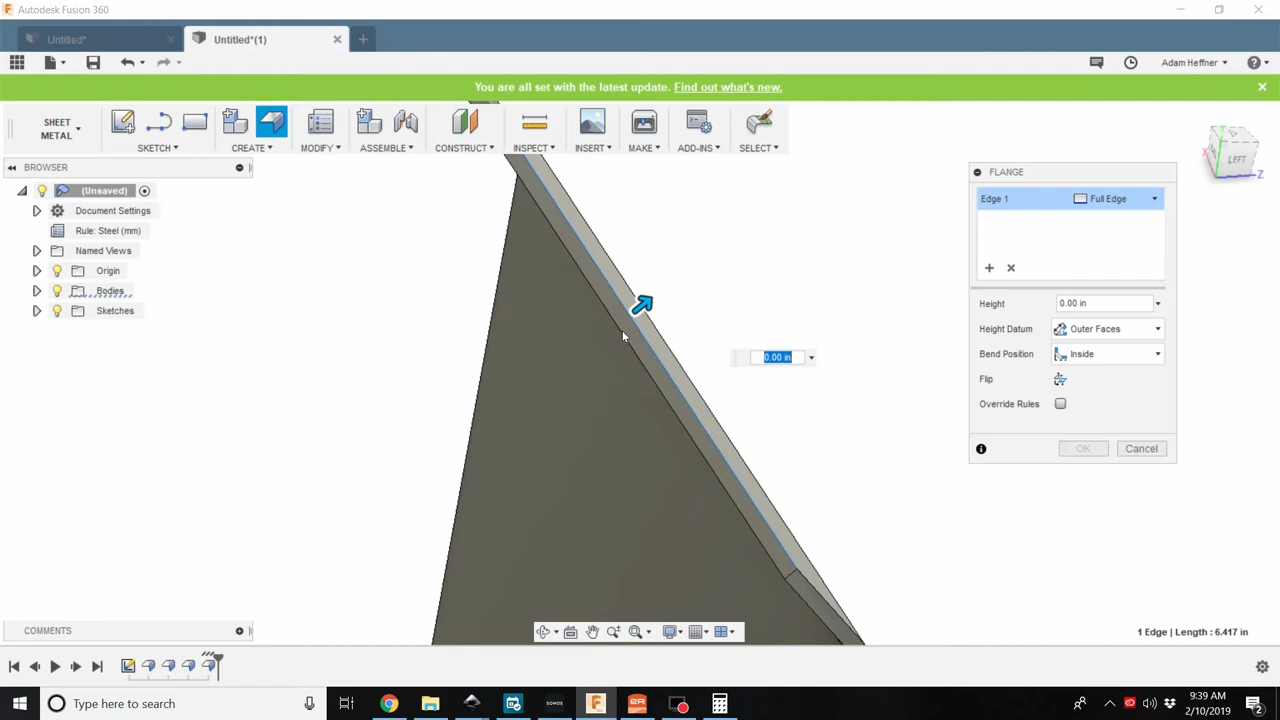 Autodesk Fusion 360
Untitled*
Untitled*(1)
Adam Heffner
You are all set with the latest update. Find out what's new.
SHEET METAL
SKETCH
CREATE
MODIFY
ASSEMBLE
CONSTRUCT
INSPECT
INSERT
MAKE
ADD-INS
SELECT
BROWSER
(Unsaved)
Document Settings
Rule: Steel (mm)
Named Views
Origin
Bodies
Sketches
LEFT
Z
FLANGE
Edge 1 Full Edge
Height 0.00 in
Height Datum Outer Faces
Bend Position Inside
Flip
Override Rules
OK Cancel
0.00 in
COMMENTS
1 Edge | Length : 6.417 in
Type here to search
SONOS
9:39 AM
2/10/2019
2